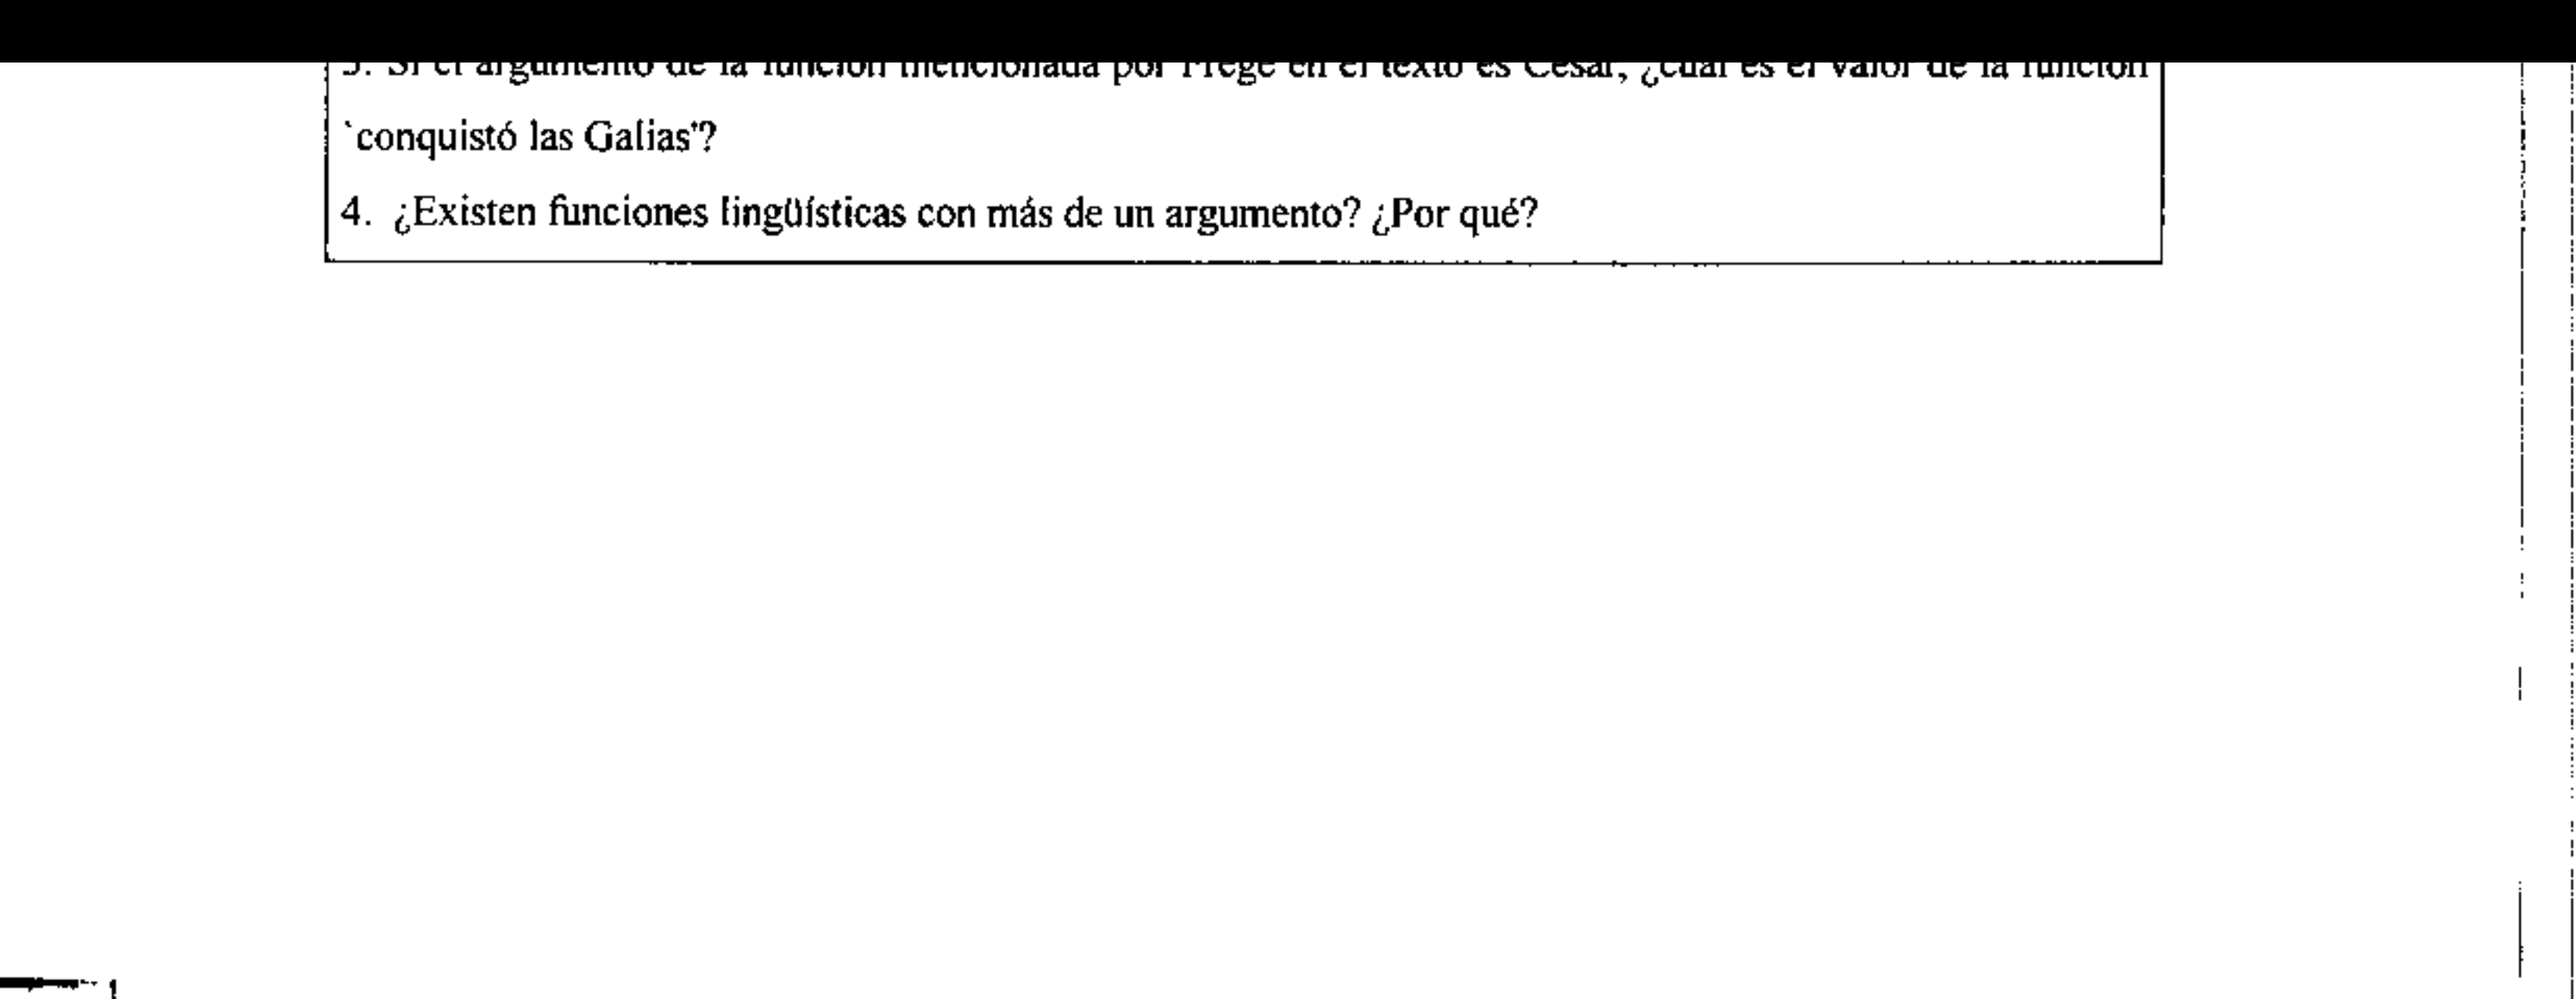 3. Si el argumento de la función mencionada por Frege en el texto es César, ¿cuál es el valor de la función
`conquistó las Galias'?
4. ¿Existen funciones lingüísticas con más de un argumento? ¿Por qué?